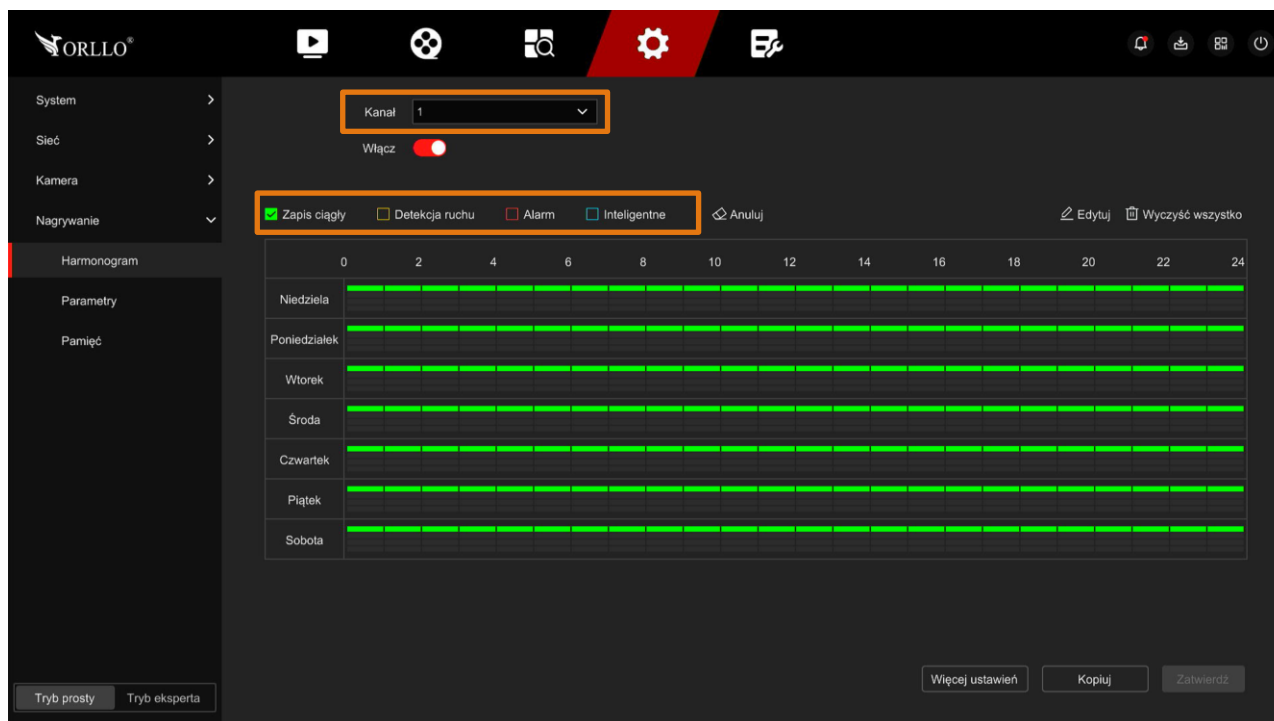 ORLLO®
System
Sieć
Kamera
Nagrywanie
Harmonogram
Parametry
Pamięć
Tryb prosty Tryb eksperta
Kanał 1
Włącz
Zapis ciągły Detekcja ruchu Alarm Inteligentne Anuluj Edytuj Wyczyść wszystko
0 2 4 6 8 10 12 14 16 18 20 22 24
Niedziela
Poniedziałek
Wtorek
Środa
Czwartek
Piątek
Sobota
Więcej ustawień Kopiuj Zatwierdź